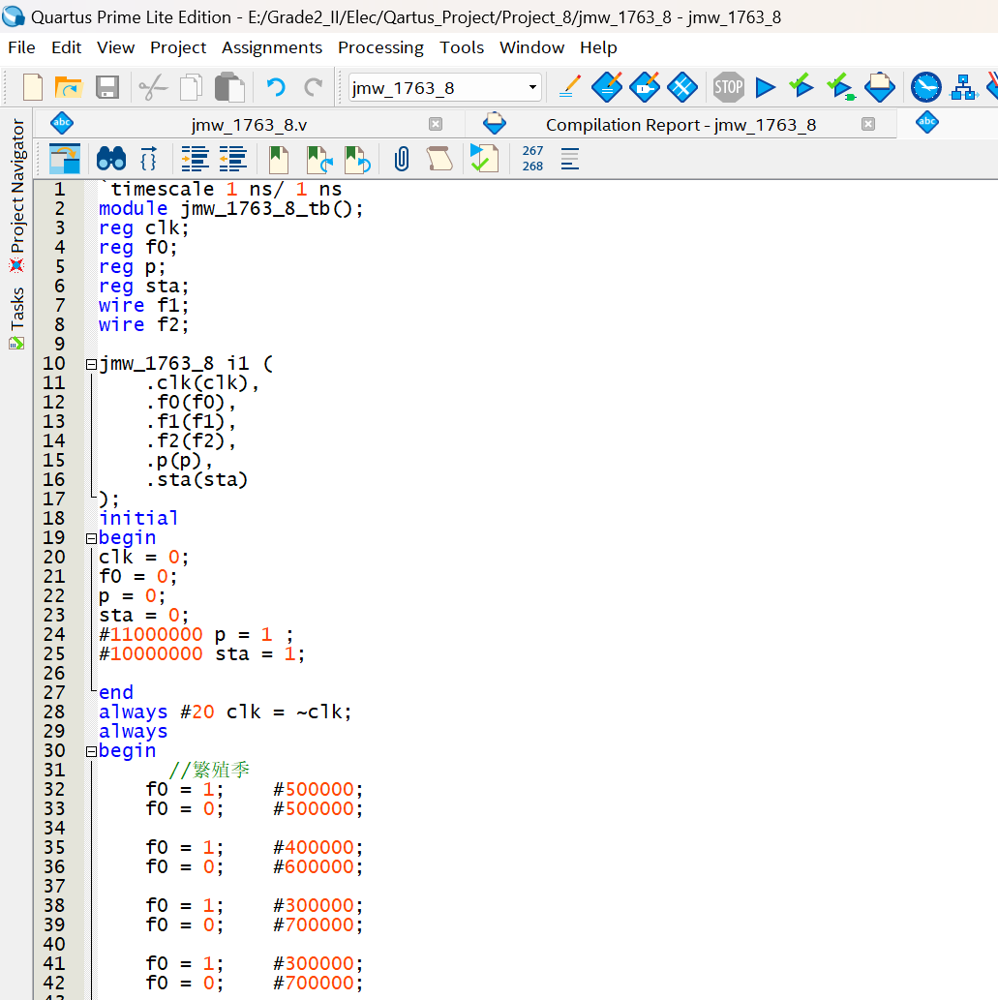 Quartus Prime Lite Edition - E:/Grade2_II/Elec/Qartus_Project/Project_8/jmw_1763_8 - jmw_1763_8
File Edit View Project Assignments Processing Tools Window Help
jmw_1763_8
STOP
abc jmw_1763_8.v Compilation Report - jmw_1763_8 abc
267
268
Project Navigator
Tasks
1 `timescale 1 ns/ 1 ns
2 module jmw_1763_8_tb();
3 reg clk;
4 reg f0;
5 reg p;
6 reg sta;
7 wire f1;
8 wire f2;
9
10 jmw_1763_8 i1 (
11 .clk(clk),
12 .f0(f0),
13 .f1(f1),
14 .f2(f2),
15 .p(p),
16 .sta(sta)
17 );
18 initial
19 begin
20 clk = 0;
21 f0 = 0;
22 p = 0;
23 sta = 0;
24 #11000000 p = 1 ;
25 #10000000 sta = 1;
26
27 end
28 always #20 clk = ~clk;
29 always
30 begin
31 //繁殖季
32 f0 = 1; #500000;
33 f0 = 0; #500000;
34
35 f0 = 1; #400000;
36 f0 = 0; #600000;
37
38 f0 = 1; #300000;
39 f0 = 0; #700000;
40
41 f0 = 1; #300000;
42 f0 = 0; #700000;